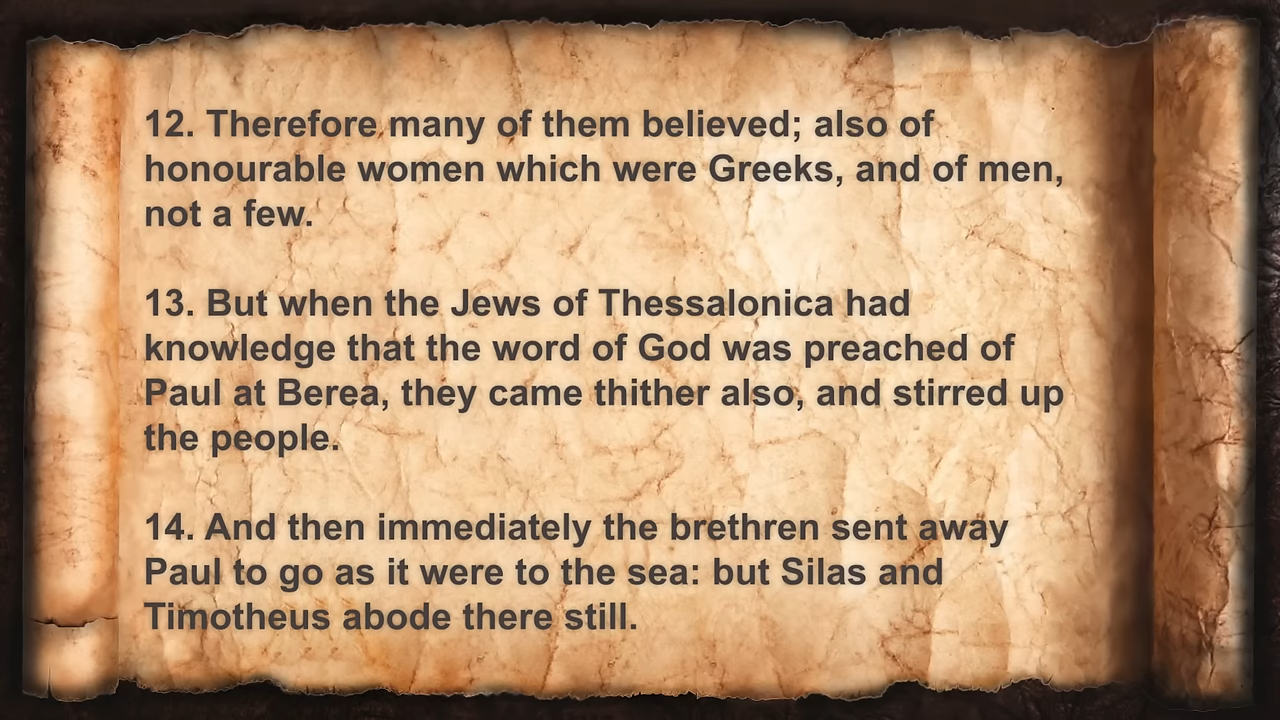 12. Therefore many of them believed; also of
honourable women which were Greeks, and of men,
not a few.
13. But when the Jews of Thessalonica had
knowledge that the word of God was preached of
Paul at Berea, they came thither also, and stirred up
the people.
14. And then immediately the brethren sent away
Paul to go as it were to the sea: but Silas and
Timotheus abode there still.